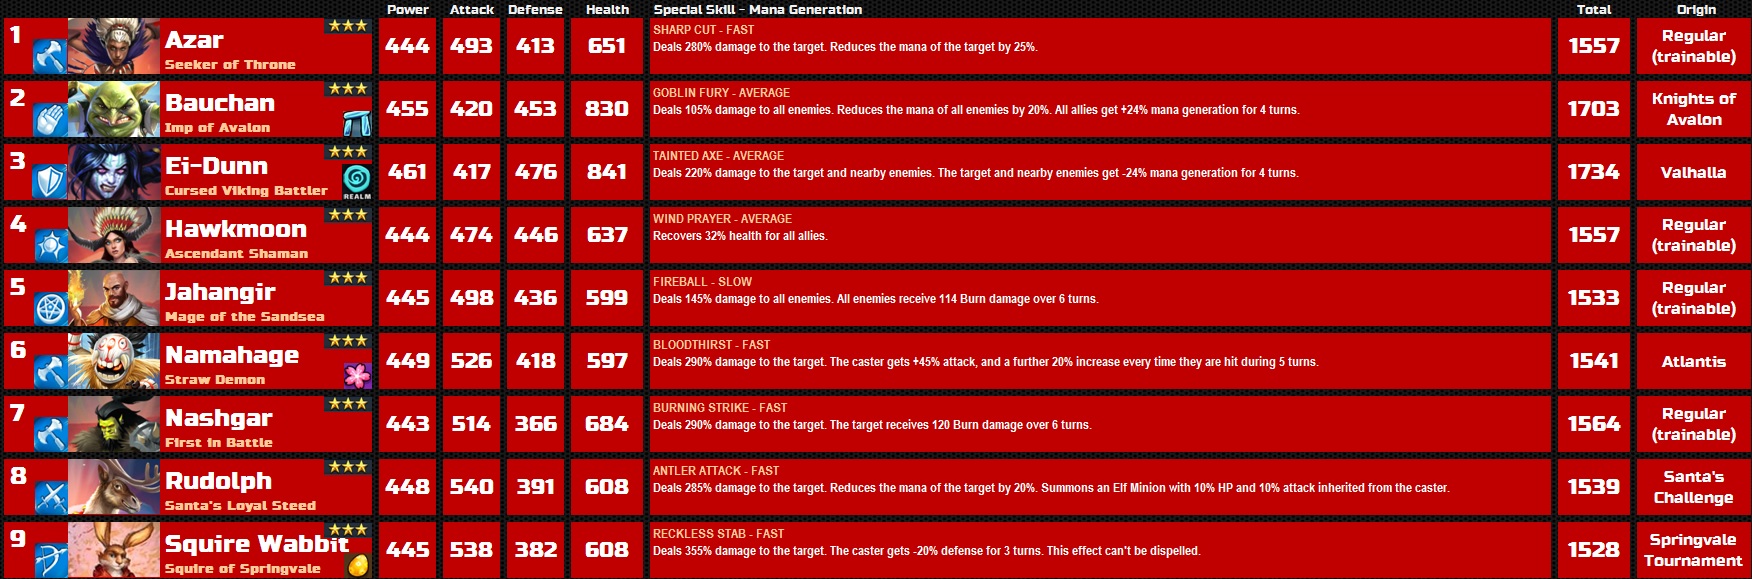 Power Attack Defense Health Special Skill - Mana Generation Total Origin
1 Azar 444 493 413 651 SHARP CUT - FAST 1557 Regular
Seeker of Throne Deals 280% damage to the target. Reduces the mana of the target by 25%. (trainable)
2 Bauchan 455 420 453 830 GOBLIN FURY - AVERAGE 1703 Knights of
Imp of Avalon Deals 105% damage to all enemies. Reduces the mana of all enemies by 20%. All allies get +24% mana generation for 4 turns. Avalon
3 Ei-Dunn 461 417 476 841 TAINTED AXE - AVERAGE 1734 Valhalla
Cursed Viking Battler REALM Deals 220% damage to the target and nearby enemies. The target and nearby enemies get -24% mana generation for 4 turns.
4 Hawkmoon 444 474 446 637 WIND PRAYER - AVERAGE 1557 Regular
Ascendant Shaman Recovers 32% health for all allies. (trainable)
5 Jahangir 445 498 436 599 FIREBALL - SLOW 1533 Regular
Mage of the Sandsea Deals 145% damage to all enemies. All enemies receive 114 Burn damage over 6 turns. (trainable)
6 Namahage 449 526 418 597 BLOODTHIRST - FAST 1541 Atlantis
Straw Demon Deals 290% damage to the target. The caster gets +45% attack, and a further 20% increase every time they are hit during 5 turns.
7 Nashgar 443 514 366 684 BURNING STRIKE - FAST 1564 Regular
First in Battle Deals 290% damage to the target. The target receives 120 Burn damage over 6 turns. (trainable)
8 Rudolph 448 540 391 608 ANTLER ATTACK - FAST 1539 Santa's
Santa's Loyal Steed Deals 285% damage to the target. Reduces the mana of the target by 20%. Summons an Elf Minion with 10% HP and 10% attack inherited from the caster. Challenge
9 Squire Wabbit 445 538 382 608 RECKLESS STAB - FAST 1528 Springvale
Squire of Springvale Deals 355% damage to the target. The caster gets -20% defense for 3 turns. This effect can't be dispelled. Tournament